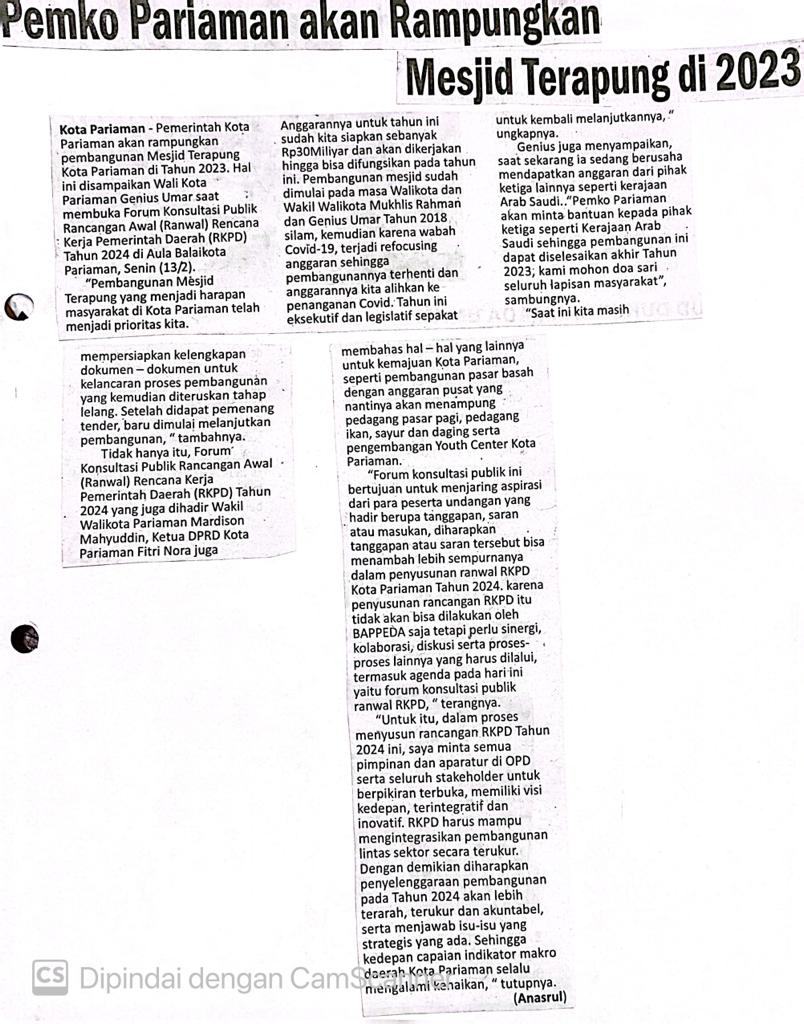 Pemko Pariaman akan Rampungkan
Mesjid Terapung di 2023
Kota Pariaman - Pemerintah Kota
Pariaman akan rampungkan
pembangunan Mesjid Terapung
Kota Pariaman di Tahun 2023. Hal
ini disampaikan Wali Kota
Pariaman Genius Umar saat
membuka Forum Konsultasi Publik
Rancangan Awal (Ranwal) Rencana
Kerja Pemerintah Daerah (RKPD)
Tahun 2024 di Aula Balaikota
Pariaman, Senin (13/2).
"Pembangunan Mesjid
Terapung yang menjadi harapan
masyarakat di Kota Pariaman telah
menjadi prioritas kita.
Anggarannya untuk tahun ini
sudah kita siapkan sebanyak
Rp30Miliyar dan akan dikerjakan
hingga bisa difungsikan pada tahun
ini. Pembangunan mesjid sudah
dimulai pada masa Walikota dan
Wakil Walikota Mukhlis Rahman
dan Genius Umar Tahun 2018
silam, kemudian karena wabah
Covid-19, terjadi refocusing
anggaran sehingga
pembangunannya terhenti dan
anggarannya kita alihkan ke
penanganan Covid. Tahun ini
eksekutif dan legislatif sepakat
untuk kembali melanjutkannya, "
ungkapnya.
Genius juga menyampaikan,
saat sekarang ia sedang berusaha
mendapatkan anggaran dari pihak
ketiga lainnya seperti kerajaan
Arab Saudi.."Pemko Pariaman
akan minta bantuan kepada pihak
ketiga seperti Kerajaan Arab
Saudi sehingga pembangunan ini
dapat diselesaikan akhir Tahun
2023; kami mohon doa sari
seluruh lapisan masyarakat",
sambungnya.
"Saat ini kita masih
mempersiapkan kelengkapan
dokumen – dokumen untuk
kelancaran proses pembangunan
yang kemudian diteruskan tahap
lelang. Setelah didapat pemenang
tender, baru dimulai melanjutkan
pembangunan, " tambahnya.
Tidak hanya itu, Forum
Konsultasi Publik Rancangan Awal
(Ranwal) Rencana Kerja
Pemerintah Daerah (RKPD) Tahun
2024 yang juga dihadir Wakil
Walikota Pariaman Mardison
Mahyuddin, Ketua DPRD Kota
Pariaman Fitri Nora juga
membahas hal – hal yang lainnya
untuk kemajuan Kota Pariaman,
seperti pembangunan pasar basah
dengan anggaran pusat yang
nantinya akan menampung
pedagang pasar pagi, pedagang
ikan, sayur dan daging serta
pengembangan Youth Center Kota
Pariaman.
"Forum konsultasi publik ini
bertujuan untuk menjaring aspirasi
dari para peserta undangan yang
hadir berupa tanggapan, saran
atau masukan, diharapkan
tanggapan atau saran tersebut bisa
menambah lebih sempurnanya
dalam penyusunan ranwal RKPD
Kota Pariaman Tahun 2024. karena
penyusunan rancangan RKPD itu
tidak akan bisa dilakukan oleh
BAPPEDA saja tetapi perlu sinergi,
kolaborasi, diskusi serta proses-
proses lainnya yang harus dilalui,
termasuk agenda pada hari ini
yaitu forum konsultasi publik
ranwal RKPD, " terangnya.
"Untuk itu, dalam proses
menyusun rancangan RKPD Tahun
2024 ini, saya minta semua
pimpinan dan aparatur di OPD
serta seluruh stakeholder untuk
berpikiran terbuka, memiliki visi
kedepan, terintegratif dan
inovatif. RKPD harus mampu
mengintegrasikan pembangunan
lintas sektor secara terukur.
Dengan demikian diharapkan
penyelenggaraan pembangunan
pada Tahun 2024 akan lebih
terarah, terukur dan akuntabel,
serta menjawab isu-isu yang
strategis yang ada. Sehingga
kedepan capaian indikator makro
daerah Kota Pariaman selalu
mengalami kenaikan, " tutupnya.
(Anasrul)
CS Dipindai dengan CamScanner